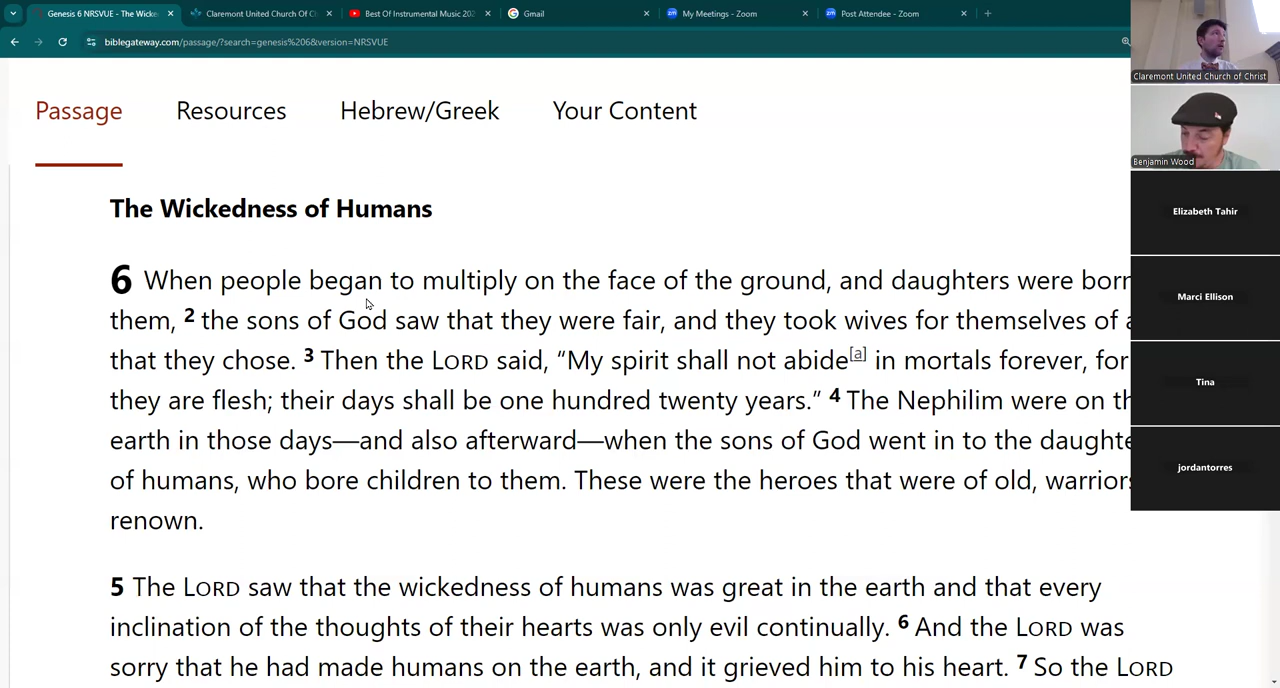 Genesis 6 NRSVUE - The Wicke
Claremont United Church Of C
Best Of Instrumental Music 202
Gmail
My Meetings - Zoom
Post Attendee - Zoom
biblegateway.com/passage/?search=genesis%206&version=NRSVUE
Passage
Resources
Hebrew/Greek
Your Content
The Wickedness of Humans
6 When people began to multiply on the face of the ground, and daughters were born
them, 2 the sons of God saw that they were fair, and they took wives for themselves of a
that they chose. 3 Then the LORD said, “My spirit shall not abide[a] in mortals forever, for
they are flesh; their days shall be one hundred twenty years.” 4 The Nephilim were on th
earth in those days—and also afterward—when the sons of God went in to the daughte
of humans, who bore children to them. These were the heroes that were of old, warriors
renown.
5 The LORD saw that the wickedness of humans was great in the earth and that every
inclination of the thoughts of their hearts was only evil continually. 6 And the LORD was
sorry that he had made humans on the earth, and it grieved him to his heart. 7 So the LORD
Claremont United Church of Christ
Benjamin Wood
Elizabeth Tahir
Marci Ellison
Tina
jordantorres